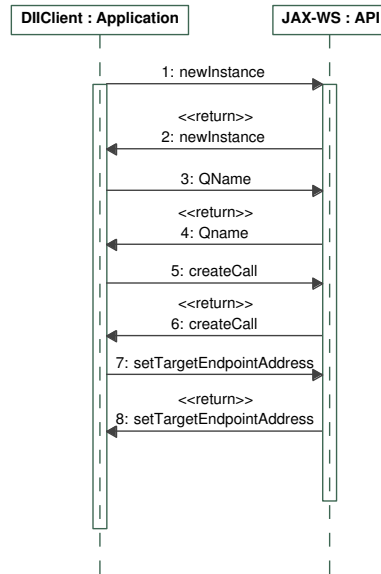 DIIClient : Application
JAX-WS : API
1: newInstance
<<return>>
2: newInstance
3: QName
<<return>>
4: Qname
5: createCall
<<return>>
6: createCall
7: setTargetEndpointAddress
<<return>>
8: setTargetEndpointAddress